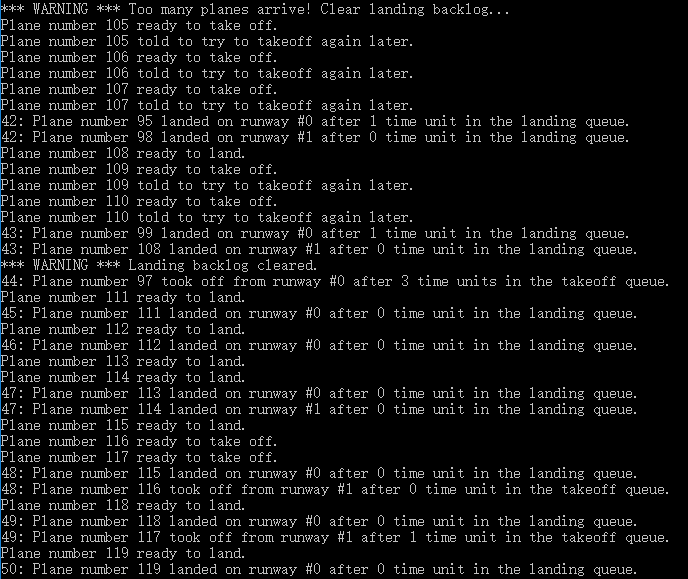 *** WARNING *** Too many planes arrive! Clear landing backlog...
Plane number 105 ready to take off.
Plane number 105 told to try to takeoff again later.
Plane number 106 ready to take off.
Plane number 106 told to try to takeoff again later.
Plane number 107 ready to take off.
Plane number 107 told to try to takeoff again later.
42: Plane number 95 landed on runway #0 after 1 time unit in the landing queue.
42: Plane number 98 landed on runway #1 after 0 time unit in the landing queue.
Plane number 108 ready to land.
Plane number 109 ready to take off.
Plane number 109 told to try to takeoff again later.
Plane number 110 ready to take off.
Plane number 110 told to try to takeoff again later.
43: Plane number 99 landed on runway #0 after 1 time unit in the landing queue.
43: Plane number 108 landed on runway #1 after 0 time unit in the landing queue.
*** WARNING *** Landing backlog cleared.
44: Plane number 97 took off from runway #0 after 3 time units in the takeoff queue.
Plane number 111 ready to land.
45: Plane number 111 landed on runway #0 after 0 time unit in the landing queue.
Plane number 112 ready to land.
46: Plane number 112 landed on runway #0 after 0 time unit in the landing queue.
Plane number 113 ready to land.
Plane number 114 ready to land.
47: Plane number 113 landed on runway #0 after 0 time unit in the landing queue.
47: Plane number 114 landed on runway #1 after 0 time unit in the landing queue.
Plane number 115 ready to land.
Plane number 116 ready to take off.
Plane number 117 ready to take off.
48: Plane number 115 landed on runway #0 after 0 time unit in the landing queue.
48: Plane number 116 took off from runway #1 after 0 time unit in the takeoff queue.
Plane number 118 ready to land.
49: Plane number 118 landed on runway #0 after 0 time unit in the landing queue.
49: Plane number 117 took off from runway #1 after 1 time unit in the takeoff queue.
Plane number 119 ready to land.
50: Plane number 119 landed on runway #0 after 0 time unit in the landing queue.